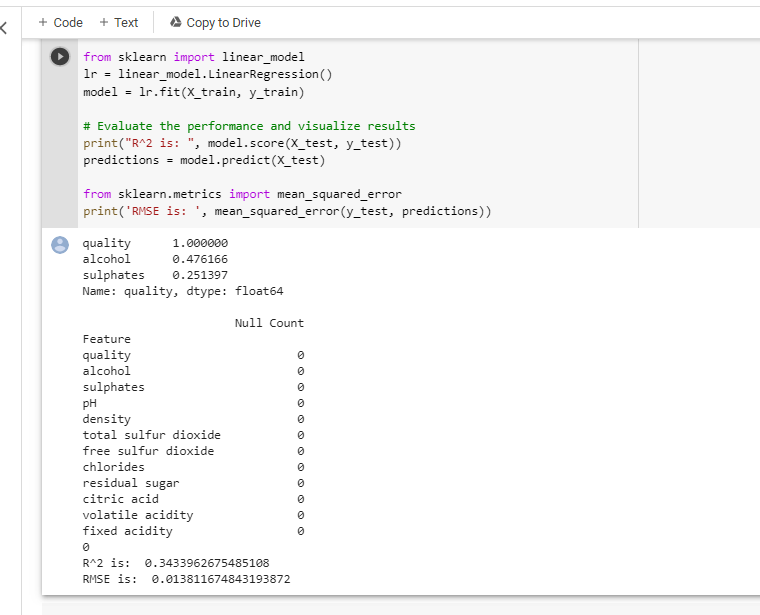 + Code + Text Copy to Drive
from sklearn import linear_model
lr = linear_model.LinearRegression()
model = lr.fit(X_train, y_train)
# Evaluate the performance and visualize results
print("R^2 is: ", model.score(X_test, y_test))
predictions = model.predict(X_test)
from sklearn.metrics import mean_squared_error
print('RMSE is: ', mean_squared_error(y_test, predictions))
quality 1.000000
alcohol 0.476166
sulphates 0.251397
Name: quality, dtype: float64
Null Count
Feature
quality 0
alcohol 0
sulphates 0
pH 0
density 0
total sulfur dioxide 0
free sulfur dioxide 0
chlorides 0
residual sugar 0
citric acid 0
volatile acidity 0
fixed acidity 0
0
R^2 is: 0.3433962675485108
RMSE is: 0.013811674843193872